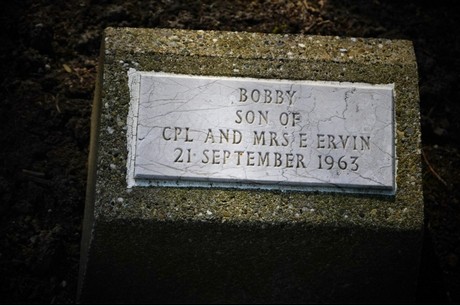 BOBBY
SON OF
CPL AND MRS E ERVIN
21 SEPTEMBER 1963